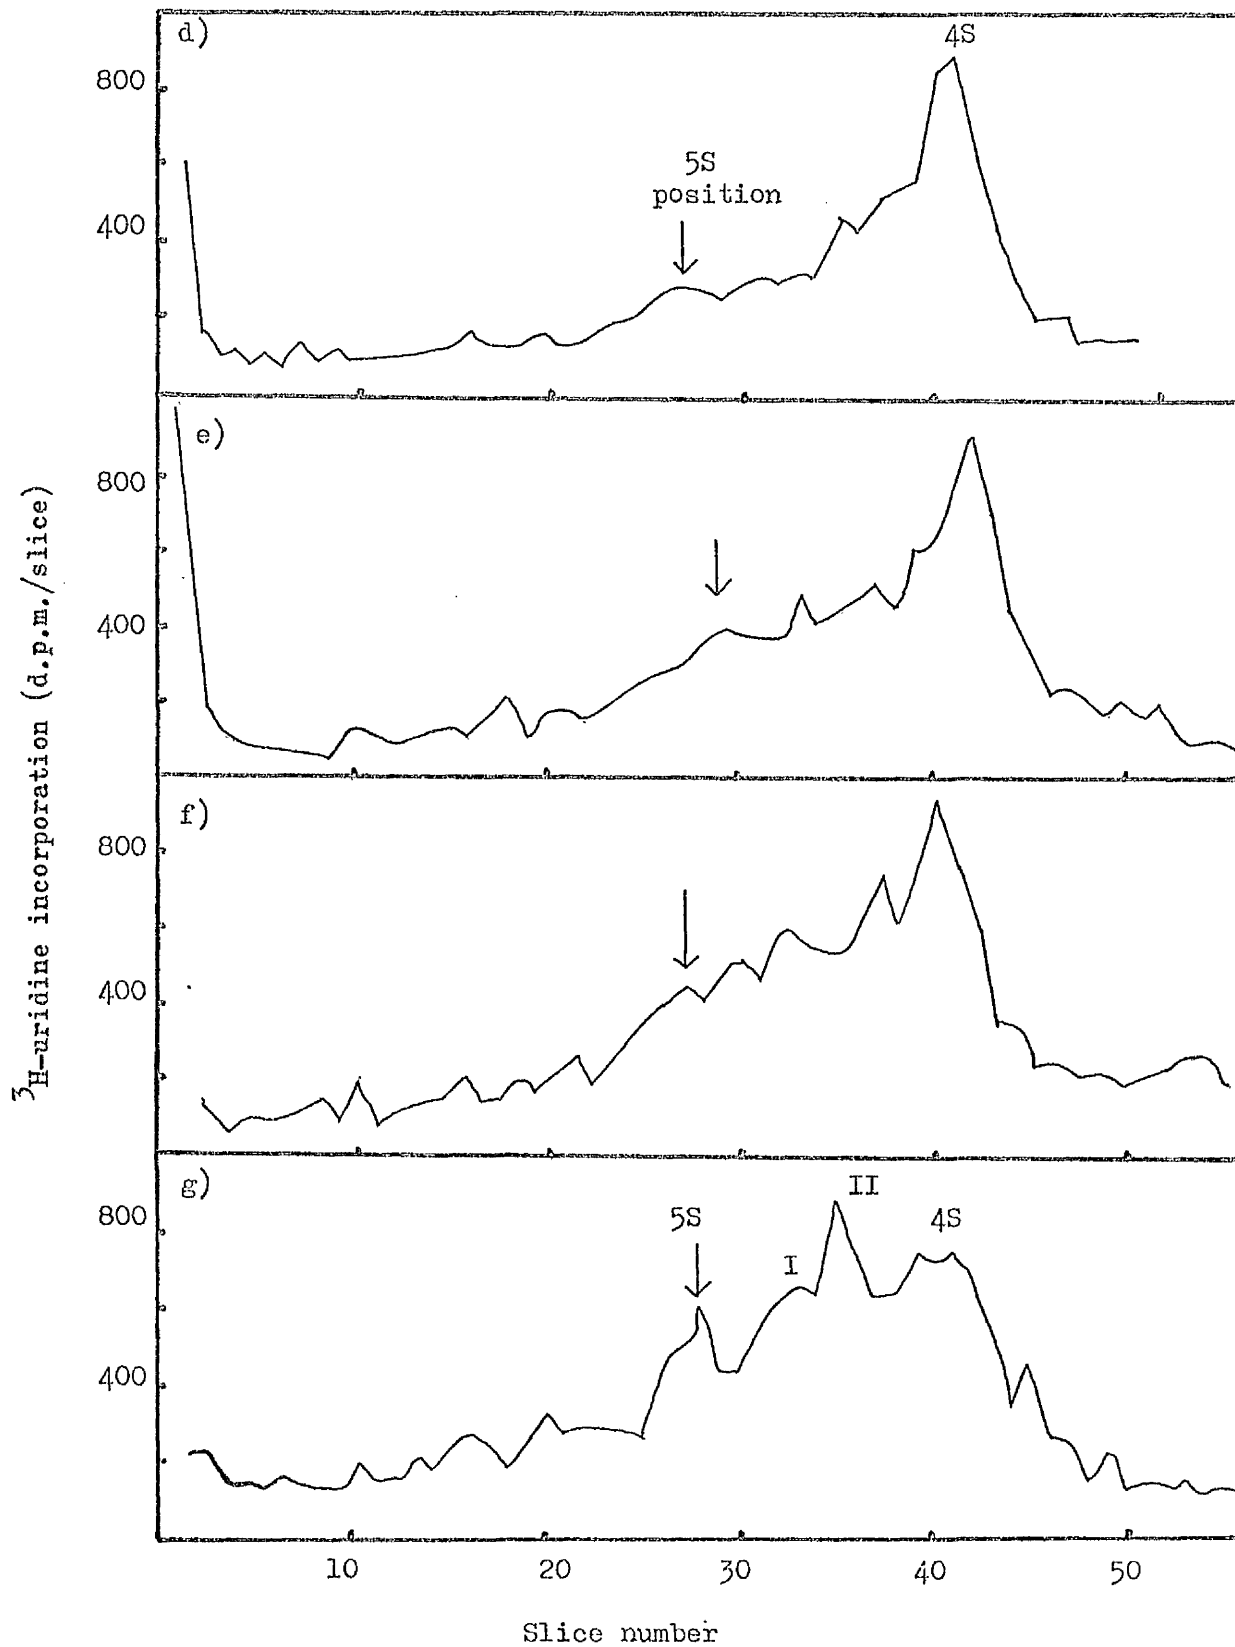 d)
4S
800
5S
position
400
e)
800
400
f)
800
400
g)
II
800
5S
4S
I
400
10
20
30
40
50
Slice number
³H-uridine incorporation (d.p.m./slice)